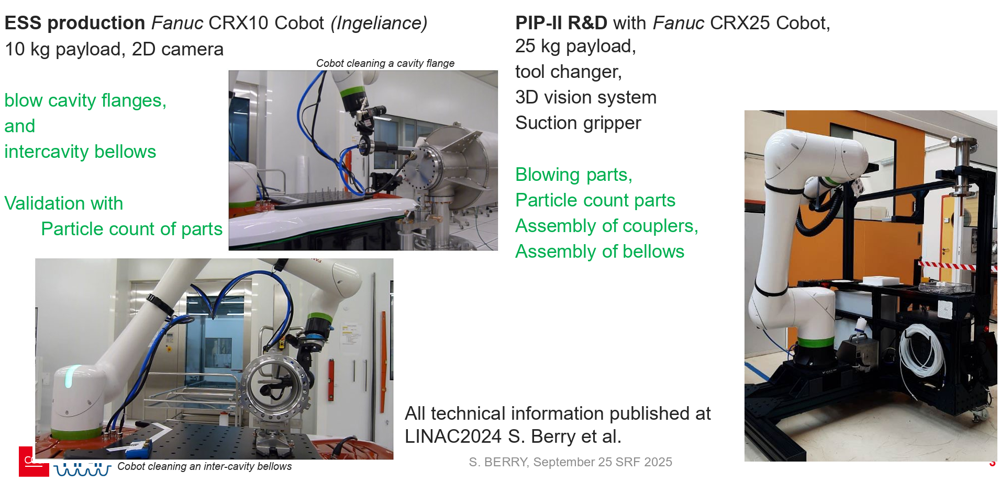 ESS production Fanuc CRX10 Cobot (Ingeliance)
10 kg payload, 2D camera
Cobot cleaning a cavity flange
blow cavity flanges,
and
intercavity bellows
Validation with
Particle count of parts
Cobot cleaning an inter-cavity bellows
PIP-II R&D with Fanuc CRX25 Cobot,
25 kg payload,
tool changer,
3D vision system
Suction gripper
Blowing parts,
Particle count parts
Assembly of couplers,
Assembly of bellows
All technical information published at
LINAC2024 S. Berry et al.
S. BERRY, September 25 SRF 2025
3